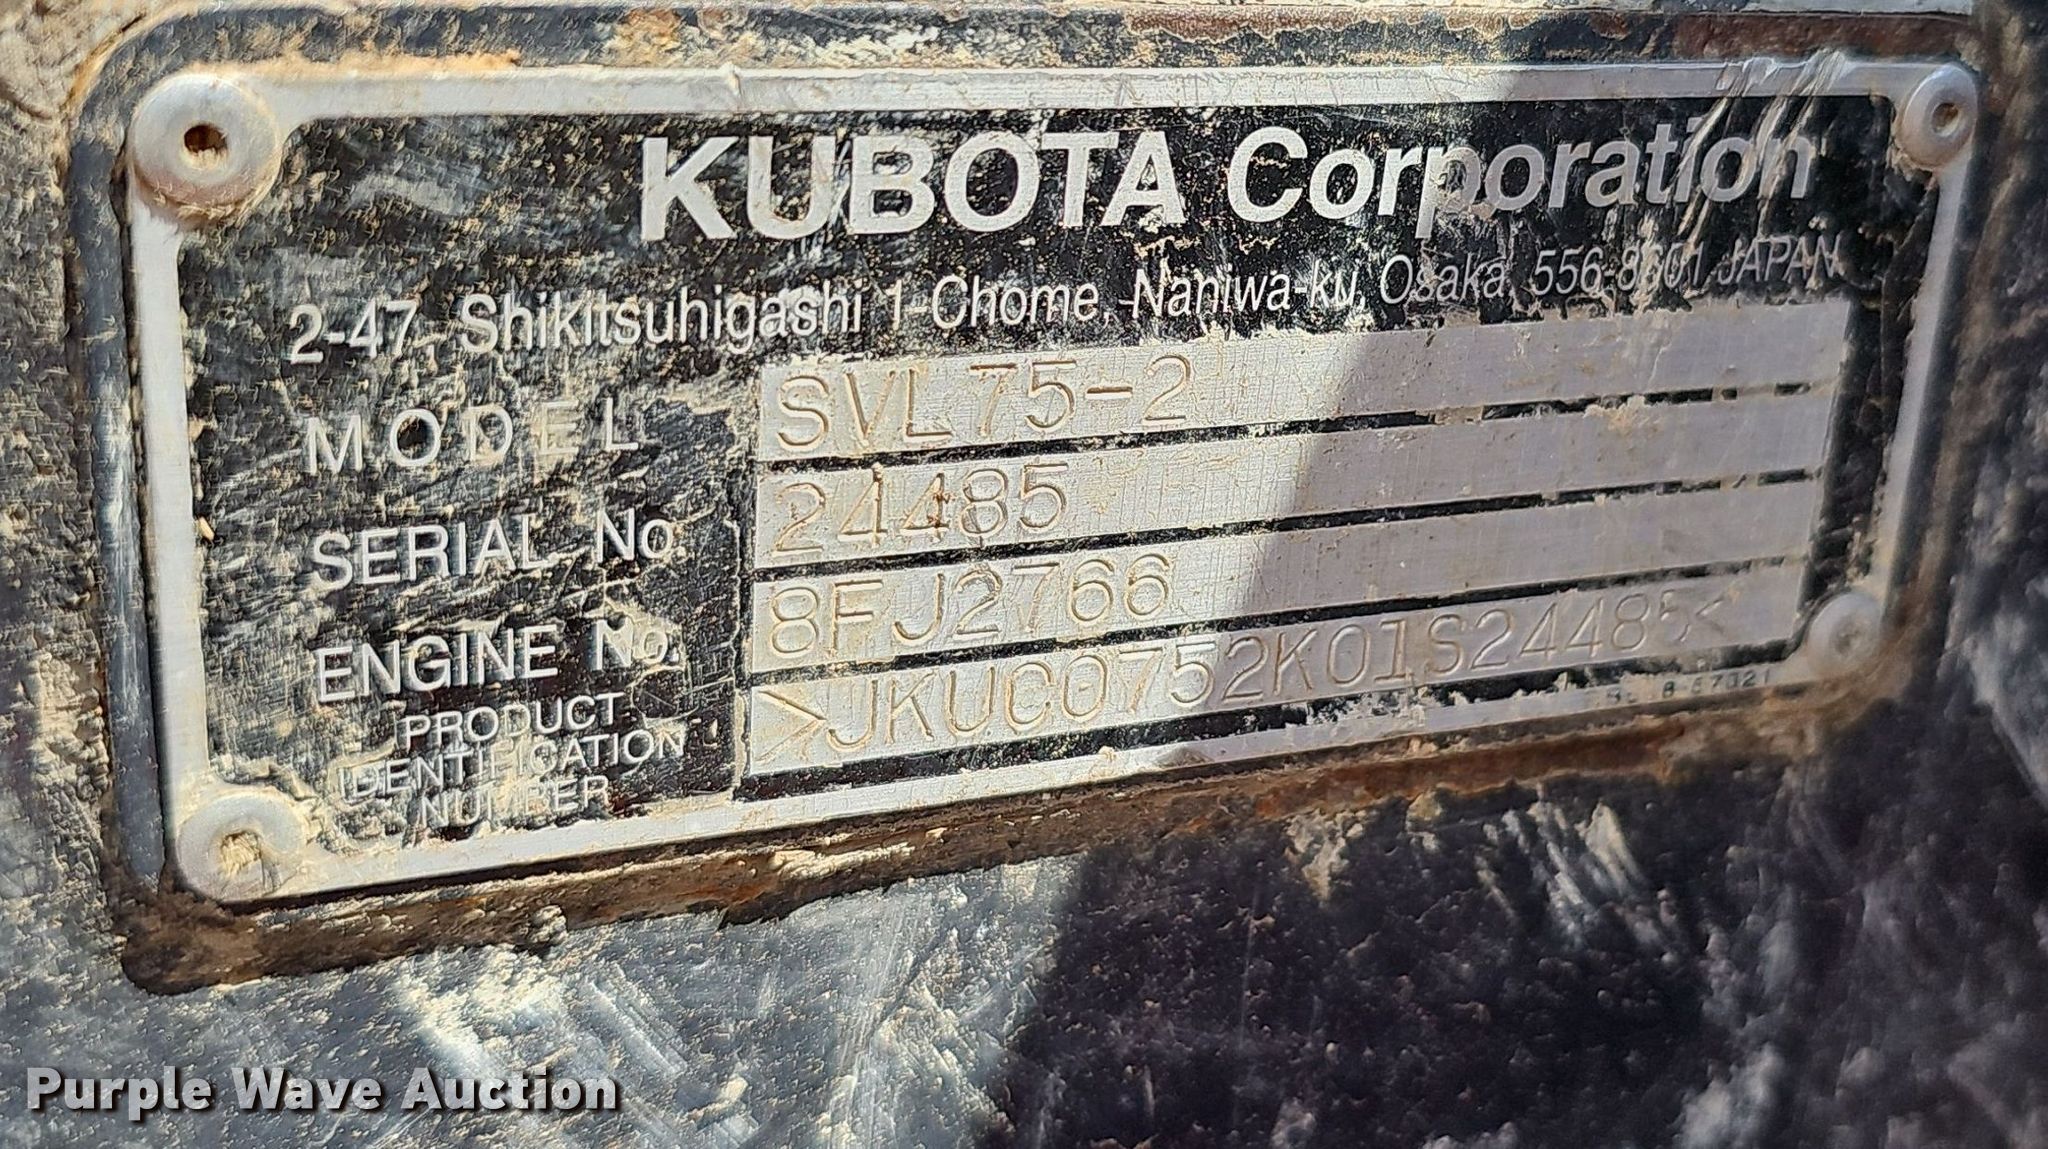 KUBOTA Corporation
2-47, Shikitsuhigashi 1-Chome, Naniwa-ku, Osaka, 556-8601 JAPAN
MODEL SVL75-2
SERIAL No. 24485
ENGINE No. 8FJ2766
PRODUCT IDENTIFICATION NUMBER >JKUC0752K01S24485<
Purple Wave Auction